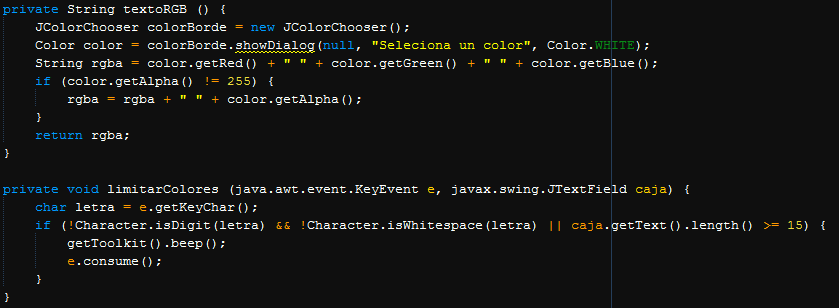 private String textoRGB () {
    JColorChooser colorBorde = new JColorChooser();
    Color color = colorBorde.showDialog(null, "Seleciona un color", Color.WHITE);
    String rgba = color.getRed() + " " + color.getGreen() + " " + color.getBlue();
    if (color.getAlpha() != 255) {
        rgba = rgba + " " + color.getAlpha();
    }
    return rgba;
}

private void limitarColores (java.awt.event.KeyEvent e, javax.swing.JTextField caja) {
    char letra = e.getKeyChar();
    if (!Character.isDigit(letra) && !Character.isWhitespace(letra) || caja.getText().length() >= 15) {
        getToolkit().beep();
        e.consume();
    }
}